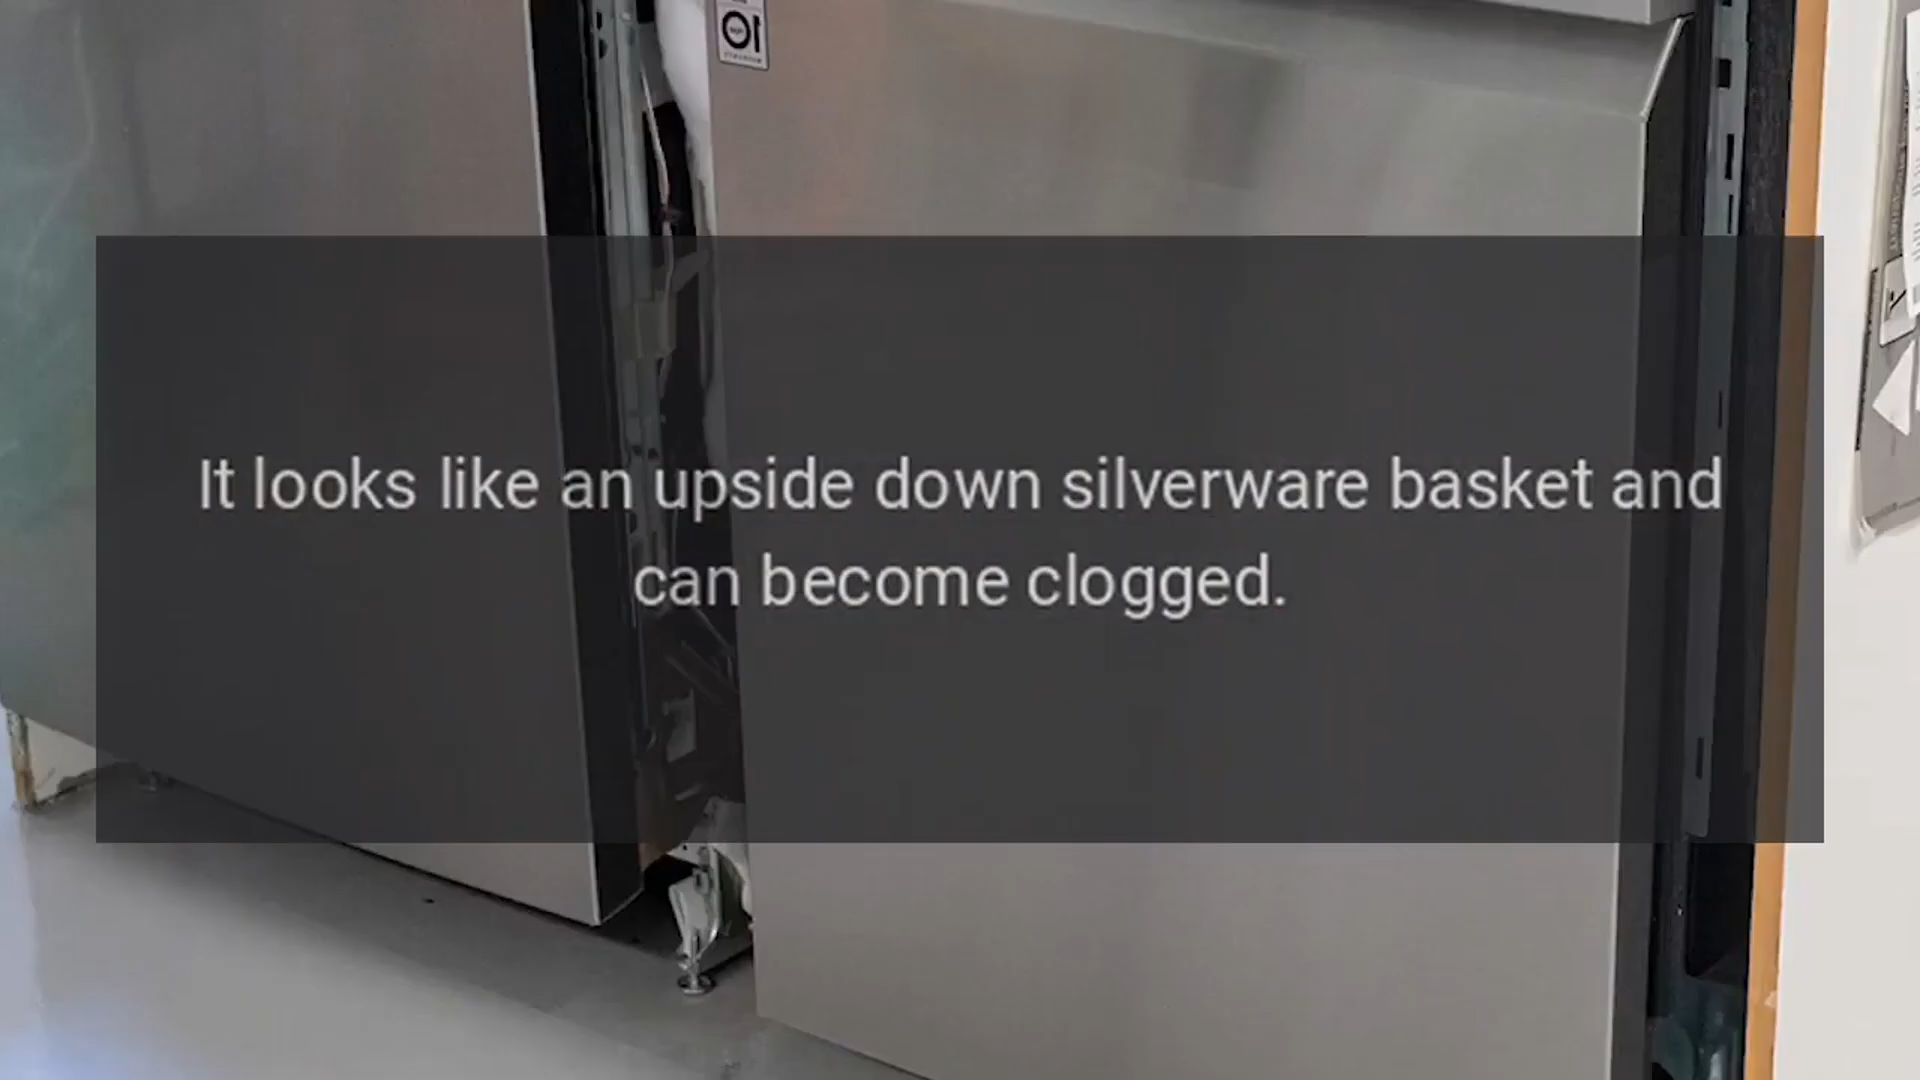 It looks like an upside down silverware basket and
can become clogged.